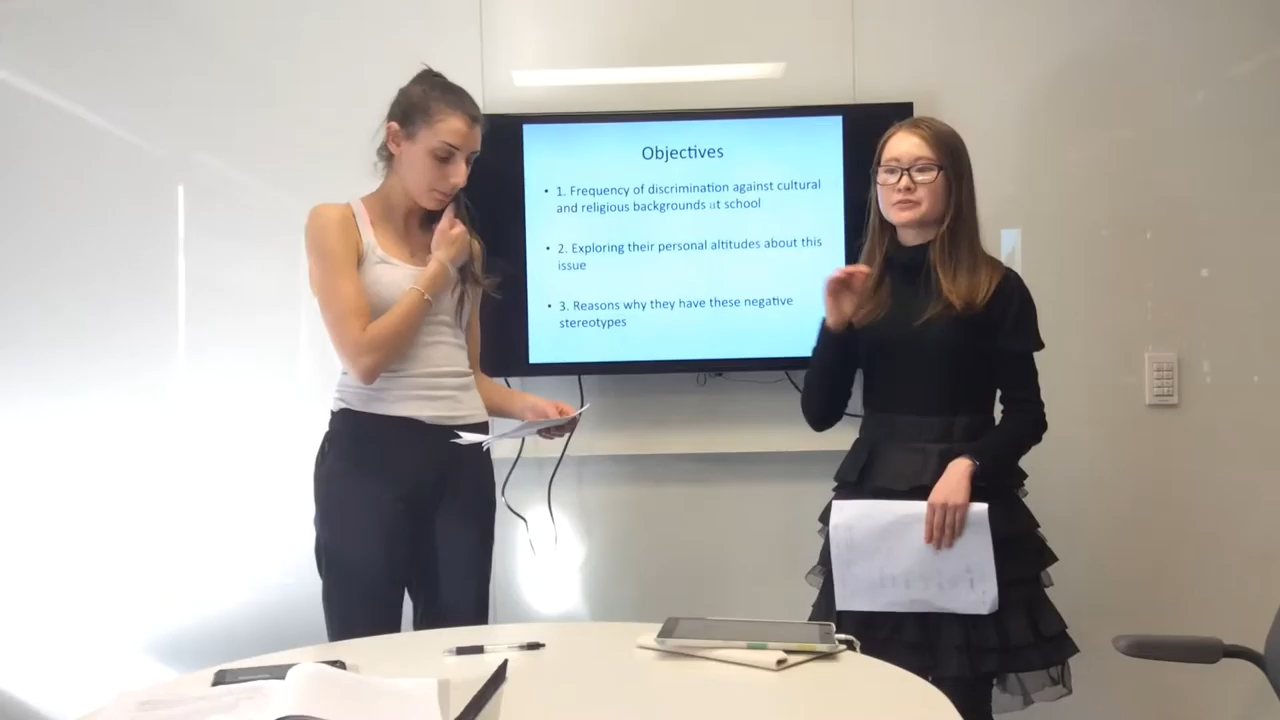 Objectives
• 1. Frequency of discrimination against cultural
and religious backgrounds at school
• 2. Exploring their personal altitudes about this
issue
• 3. Reasons why they have these negative
stereotypes